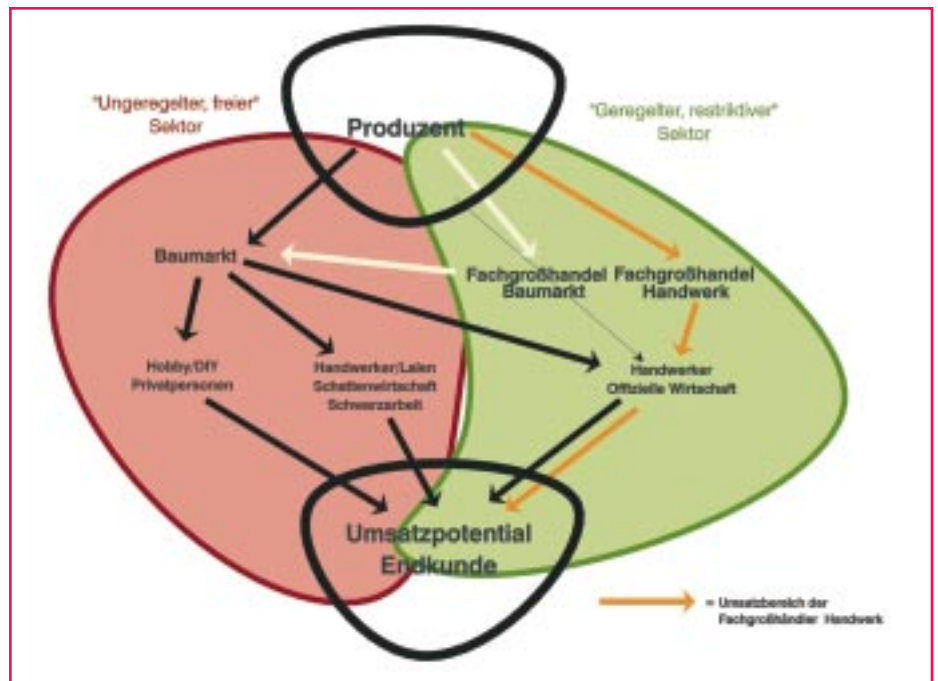 "Ungeregelter, freier"
Sektor
"Geregelter, restriktiver"
Sektor
Produzent
Baumarkt
Fachgroßhandel
Baumarkt
Fachgroßhandel
Handwerk
Hobby/DIY
Privatpersonen
Handwerker/Laien
Schattenwirtschaft
Schwarzarbeit
Handwerker
Offizielle Wirtschaft
Umsatzpotential
Endkunde
= Umsatzbereich der
Fachgroßhändler Handwerk